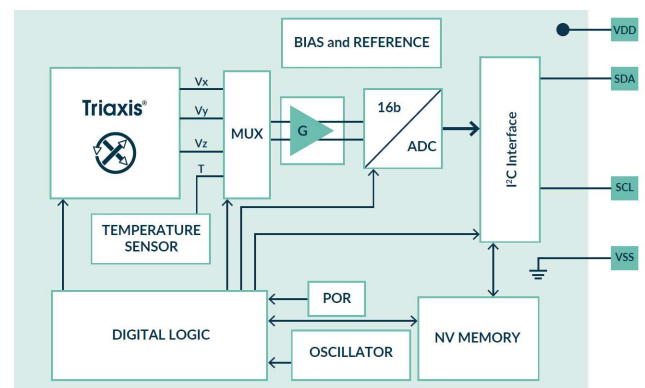 BIAS and REFERENCE
VDD
SDA
SCL
VSS
Triaxis®
Vx
Vy
Vz
T
MUX
G
16b
ADC
I²C Interface
TEMPERATURE
SENSOR
DIGITAL LOGIC
POR
OSCILLATOR
NV MEMORY